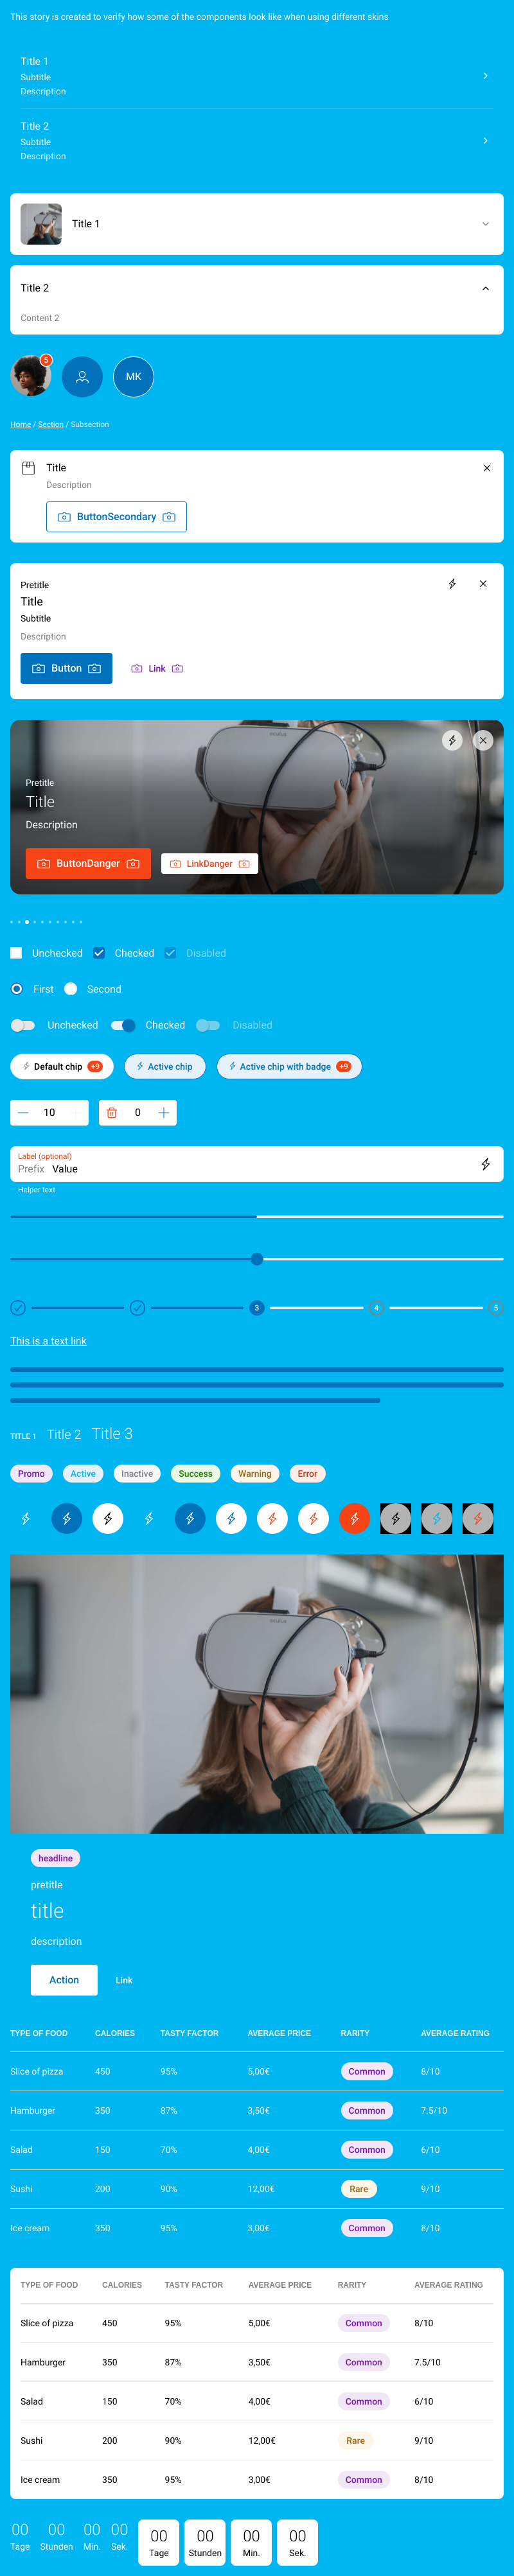 This story is created to verify how some of the components look like when using different skins
Title 1
Subtitle
Description
Title 2
Subtitle
Description
Title 1
Title 2
Content 2
5
MK
Home / Section / Subsection
Title
Description
ButtonSecondary
Pretitle
Title
Subtitle
Description
Button Link
oculus
Pretitle
Title
Description
ButtonDanger LinkDanger
Unchecked Checked Disabled
First Second
Unchecked Checked Disabled
Default chip +9 Active chip Active chip with badge +9
10 0
Label (optional)
Prefix Value
Helper text
3 4 5
This is a text link
TITLE 1 Title 2 Title 3
Promo Active Inactive Success Warning Error
headline
pretitle
title
description
Action Link
TYPE OF FOOD CALORIES TASTY FACTOR AVERAGE PRICE RARITY AVERAGE RATING
Slice of pizza 450 95% 5,00€ Common 8/10
Hamburger 350 87% 3,50€ Common 7.5/10
Salad 150 70% 4,00€ Common 6/10
Sushi 200 90% 12,00€ Rare 9/10
Ice cream 350 95% 3,00€ Common 8/10
TYPE OF FOOD CALORIES TASTY FACTOR AVERAGE PRICE RARITY AVERAGE RATING
Slice of pizza 450 95% 5,00€ Common 8/10
Hamburger 350 87% 3,50€ Common 7.5/10
Salad 150 70% 4,00€ Common 6/10
Sushi 200 90% 12,00€ Rare 9/10
Ice cream 350 95% 3,00€ Common 8/10
00 00 00 00 00 00 00 00
Tage Stunden Min. Sek. Tage Stunden Min. Sek.